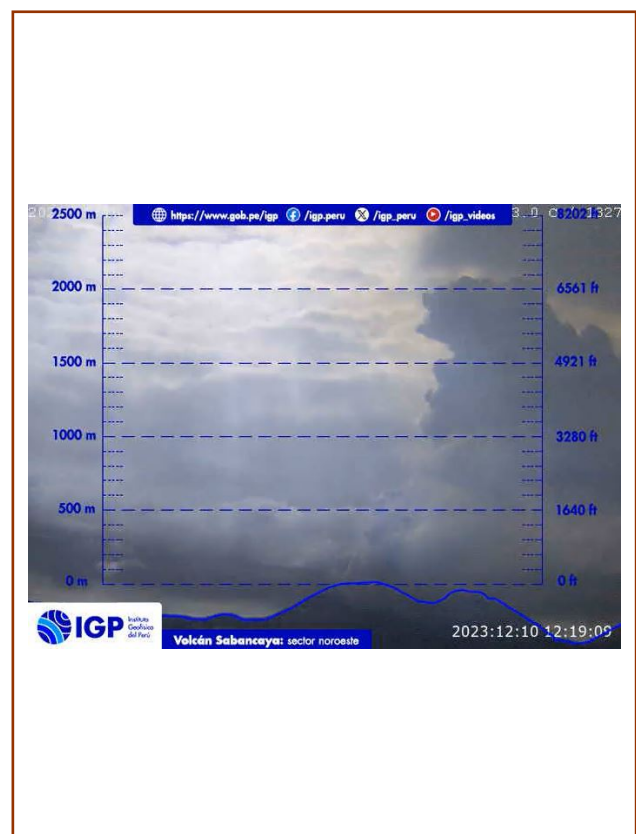 https://www.gob.pe/igp /igp.peru /igp_peru /igp_videos
2500 m 8202 ft
2000 m 6561 ft
1500 m 4921 ft
1000 m 3280 ft
500 m 1640 ft
0 m 0 ft
IGP Instituto
Geofísico
del Perú
Volcán Sabancaya: sector noroeste
2023:12:10 12:19:09